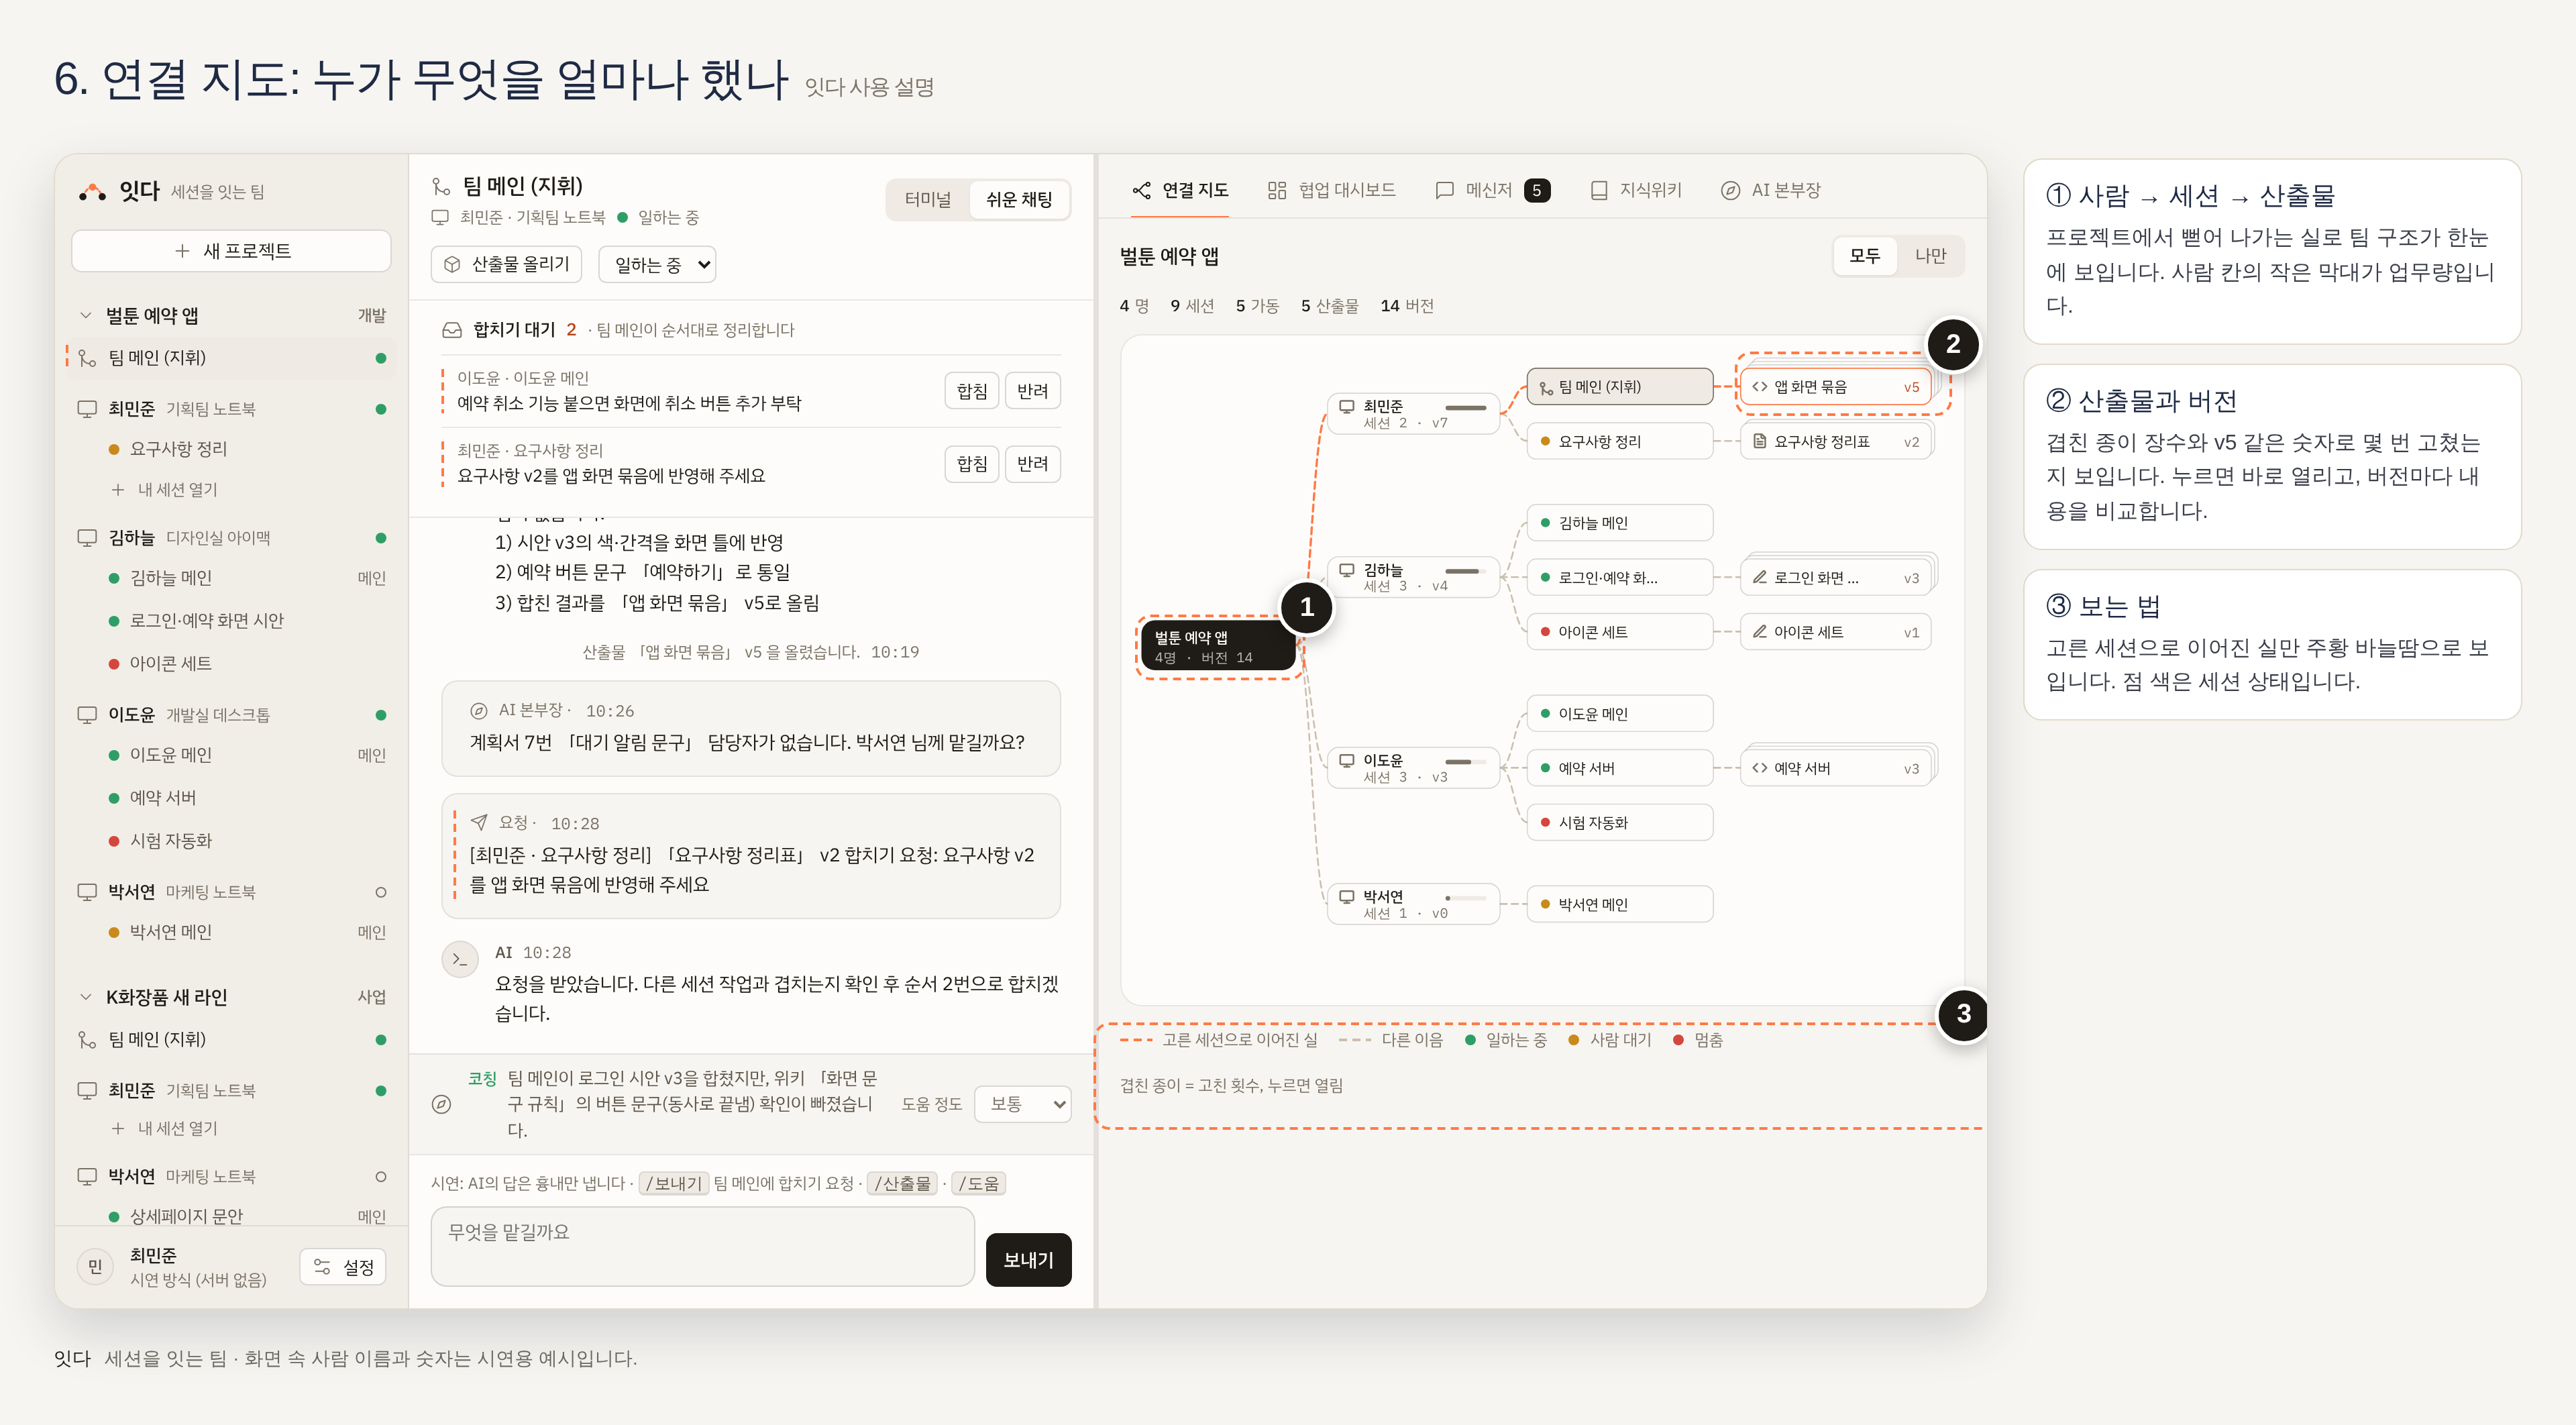 6. 연결 지도: 누가 무엇을 얼마나 했나 잇다 사용 설명
잇다 세션을 잇는 팀
+ 새 프로젝트
벌툰 예약 앱 개발
팀 메인 (지휘)
최민준 기획팀 노트북
요구사항 정리
+ 내 세션 열기
김하늘 디자인실 아이맥
김하늘 메인 메인
로그인·예약 화면 시안
아이콘 세트
이도윤 개발실 데스크톱
이도윤 메인 메인
예약 서버
시험 자동화
박서연 마케팅 노트북
박서연 메인 메인
K화장품 새 라인 사업
팀 메인 (지휘)
최민준 기획팀 노트북
+ 내 세션 열기
박서연 마케팅 노트북
상세페이지 문안 메인
민 최민준
시연 방식 (서버 없음)
설정
팀 메인 (지휘)
최민준 · 기획팀 노트북 일하는 중
터미널 쉬운 채팅
산출물 올리기 일하는 중
합치기 대기 2 · 팀 메인이 순서대로 정리합니다
이도윤 · 이도윤 메인
예약 취소 기능 붙으면 화면에 취소 버튼 추가 부탁
합침 반려
최민준 · 요구사항 정리
요구사항 v2를 앱 화면 묶음에 반영해 주세요
합침 반려
1) 시안 v3의 색·간격을 화면 틀에 반영
2) 예약 버튼 문구 「예약하기」로 통일
3) 합친 결과를 「앱 화면 묶음」 v5로 올림
산출물 「앱 화면 묶음」 v5 을 올렸습니다. 10:19
AI 본부장 · 10:26
계획서 7번 「대기 알림 문구」 담당자가 없습니다. 박서연 님께 맡길까요?
요청 · 10:28
[최민준 · 요구사항 정리] 「요구사항 정리표」 v2 합치기 요청: 요구사항 v2
를 앱 화면 묶음에 반영해 주세요
AI 10:28
요청을 받았습니다. 다른 세션 작업과 겹치는지 확인 후 순서 2번으로 합치겠
습니다.
코칭 팀 메인이 로그인 시안 v3을 합쳤지만, 위키 「화면 문
구 규칙」의 버튼 문구(동사로 끝냄) 확인이 빠졌습니
다.
도움 정도 보통
시연: AI의 답은 흉내만 냅니다 · /보내기 팀 메인에 합치기 요청 · /산출물 · /도움
무엇을 맡길까요
보내기
연결 지도 협업 대시보드 메신저 5 지식위키 AI 본부장
벌툰 예약 앱
모두 나만
4 명 9 세션 5 가동 5 산출물 14 버전
2
최민준
세션 2 · v7
팀 메인 (지휘)
앱 화면 묶음 v5
요구사항 정리
요구사항 정리표 v2
김하늘 메인
김하늘
세션 3 · v4
로그인·예약 화...
로그인 화면 ... v3
아이콘 세트
아이콘 세트 v1
1
벌툰 예약 앱
4명 · 버전 14
이도윤 메인
이도윤
세션 3 · v3
예약 서버
예약 서버 v3
시험 자동화
박서연
세션 1 · v0
박서연 메인
3
고른 세션으로 이어진 실 다른 이음 일하는 중 사람 대기 멈춤
겹친 종이 = 고친 횟수, 누르면 열림
① 사람 → 세션 → 산출물
프로젝트에서 뻗어 나가는 실로 팀 구조가 한눈
에 보입니다. 사람 칸의 작은 막대가 업무량입니
다.
② 산출물과 버전
겹친 종이 장수와 v5 같은 숫자로 몇 번 고쳤는
지 보입니다. 누르면 바로 열리고, 버전마다 내
용을 비교합니다.
③ 보는 법
고른 세션으로 이어진 실만 주황 바늘땀으로 보
입니다. 점 색은 세션 상태입니다.
잇다 세션을 잇는 팀 · 화면 속 사람 이름과 숫자는 시연용 예시입니다.